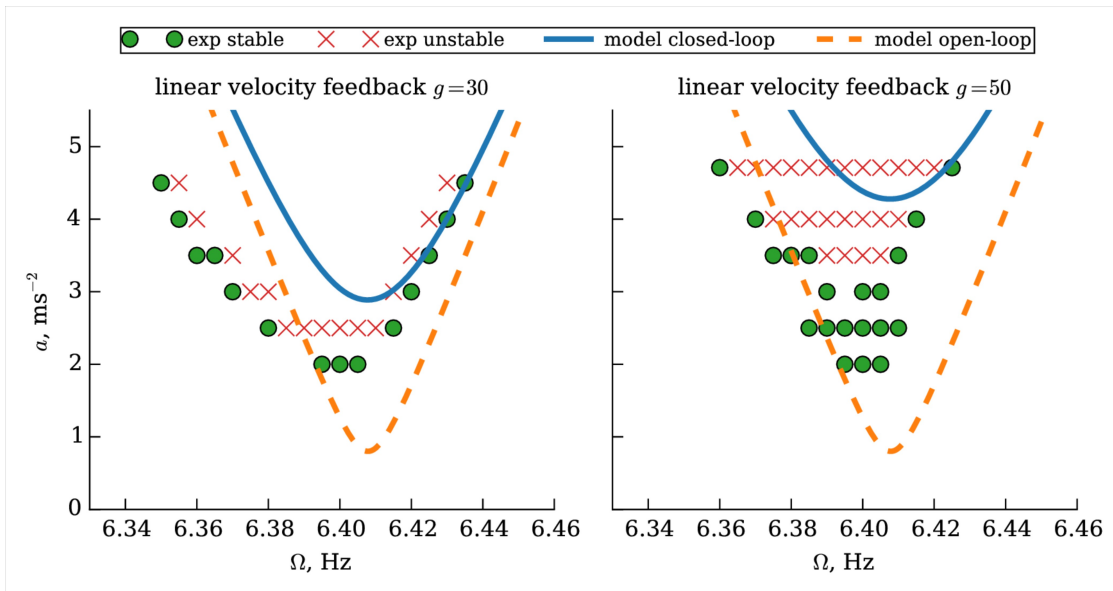 exp stable exp unstable model closed-loop model open-loop
linear velocity feedback g=30
linear velocity feedback g=50
5
4
3
2
1
0
a, ms⁻²
6.34 6.36 6.38 6.40 6.42 6.44 6.46
6.34 6.36 6.38 6.40 6.42 6.44 6.46
Ω, Hz
Ω, Hz